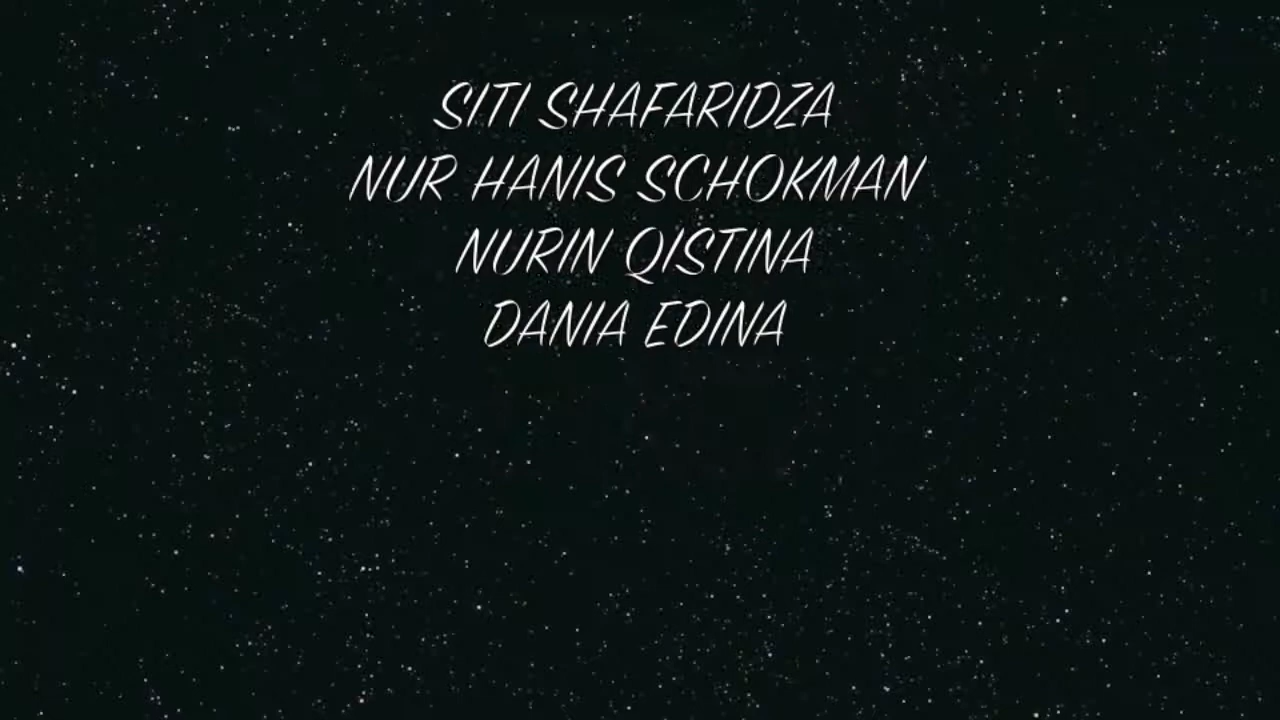 SITI SHAFARIDZA
NUR HANIS SCHOKMAN
NURIN QISTINA
DANIA EDINA